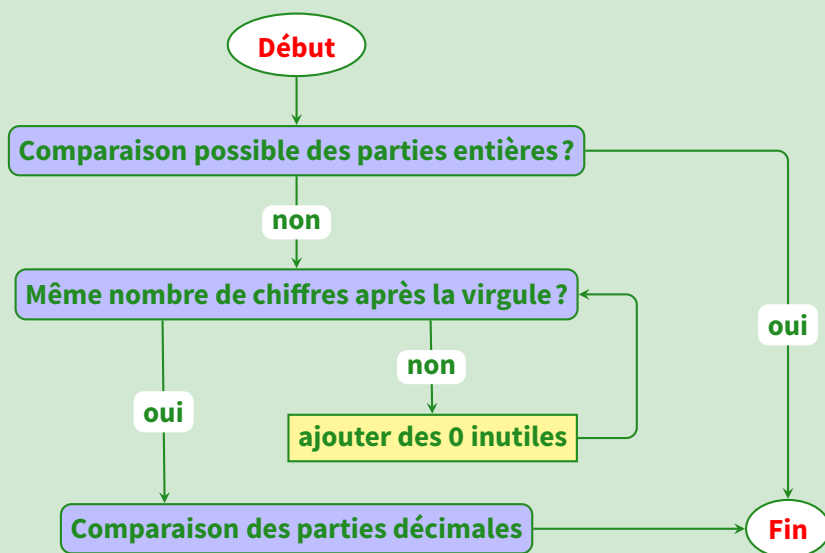 Début
Comparaison possible des parties entières ?
non
Même nombre de chiffres après la virgule ?
oui
non
oui
ajouter des 0 inutiles
Comparaison des parties décimales
Fin